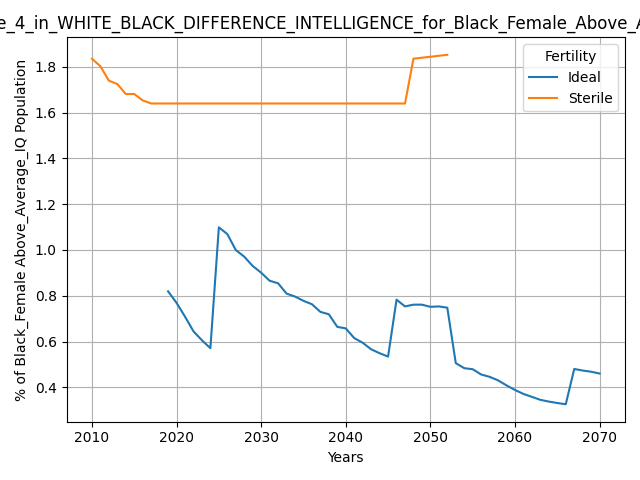 e_4_in_WHITE_BLACK_DIFFERENCE_INTELLIGENCE_for_Black_Female_Above_A
% of Black_Female Above_Average_IQ Population
1.8
1.6
1.4
1.2
1.0
0.8
0.6
0.4
Fertility
Ideal
Sterile
2010 2020 2030 2040 2050 2060 2070
Years